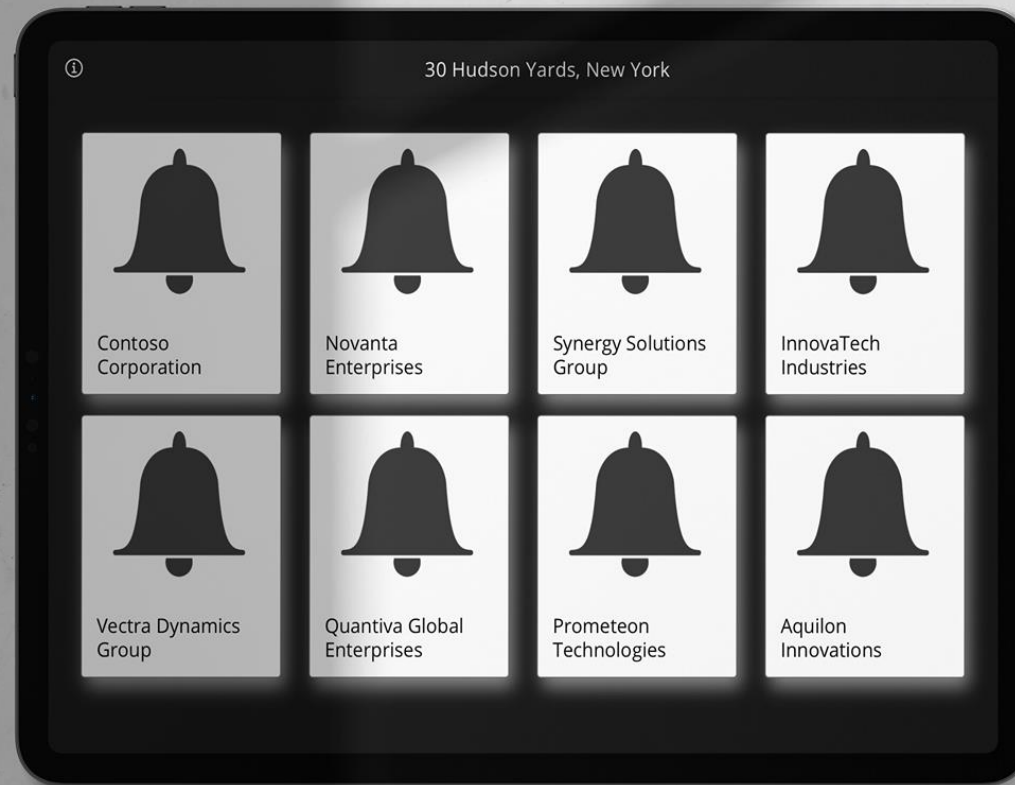 30 Hudson Yards, New York
Contoso
Corporation
Novanta
Enterprises
Synergy Solutions
Group
InnovaTech
Industries
Vectra Dynamics
Group
Quantiva Global
Enterprises
Prometeon
Technologies
Aquilon
Innovations